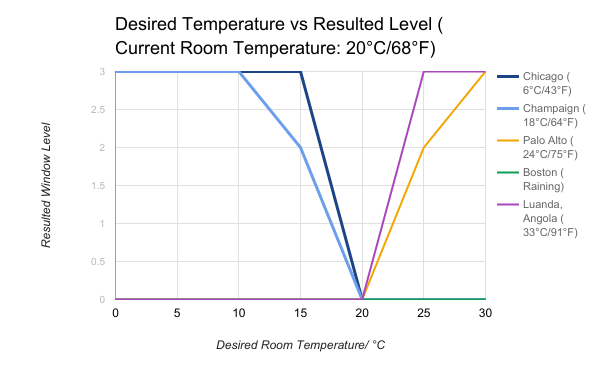 Desired Temperature vs Resulted Level (
Current Room Temperature: 20°C/68°F)
3
2.5
2
1.5
1
0.5
0
Resulted Window Level
0 5 10 15 20 25 30
Desired Room Temperature/ °C
Chicago (
6°C/43°F)
Champaign (
18°C/64°F)
Palo Alto (
24°C/75°F)
Boston (
Raining)
Luanda,
Angola (
33°C/91°F)